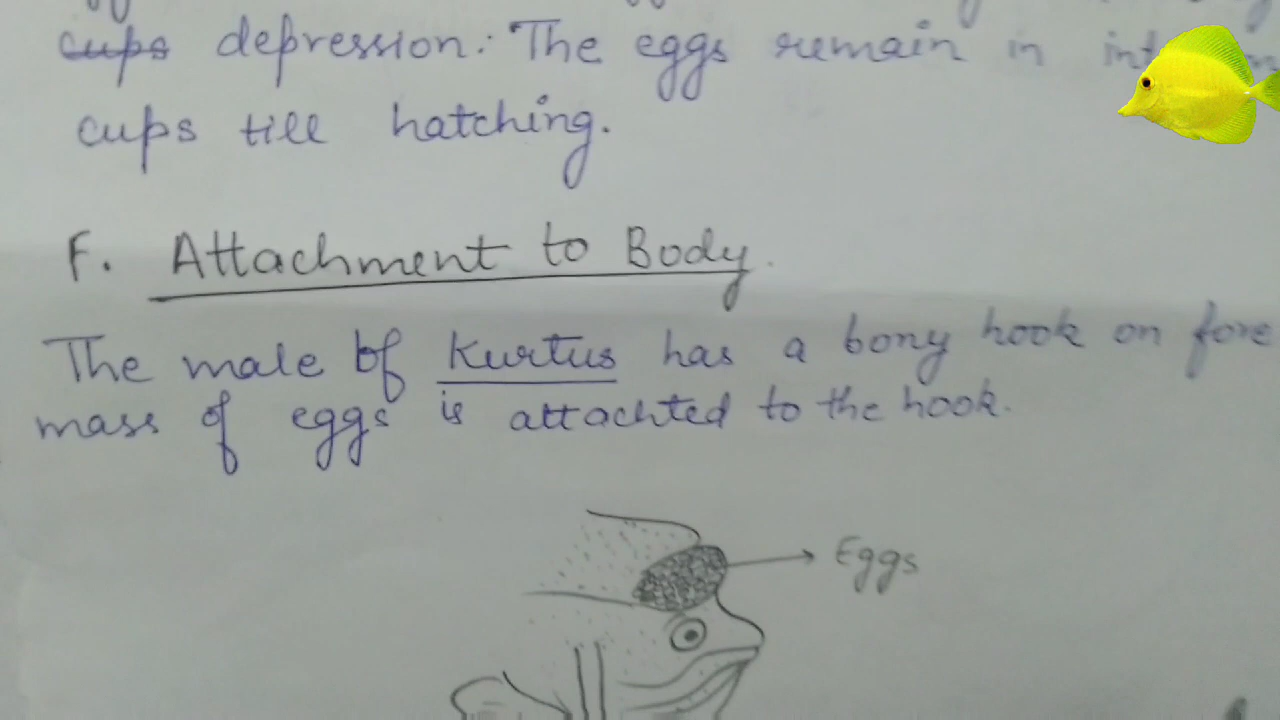 cups depression. The eggs remain in
cups till hatching.
F. Attachment to Body.
The male of Kurtus has a bony hook on fore
mass of eggs is attachted to the hook.
Eggs